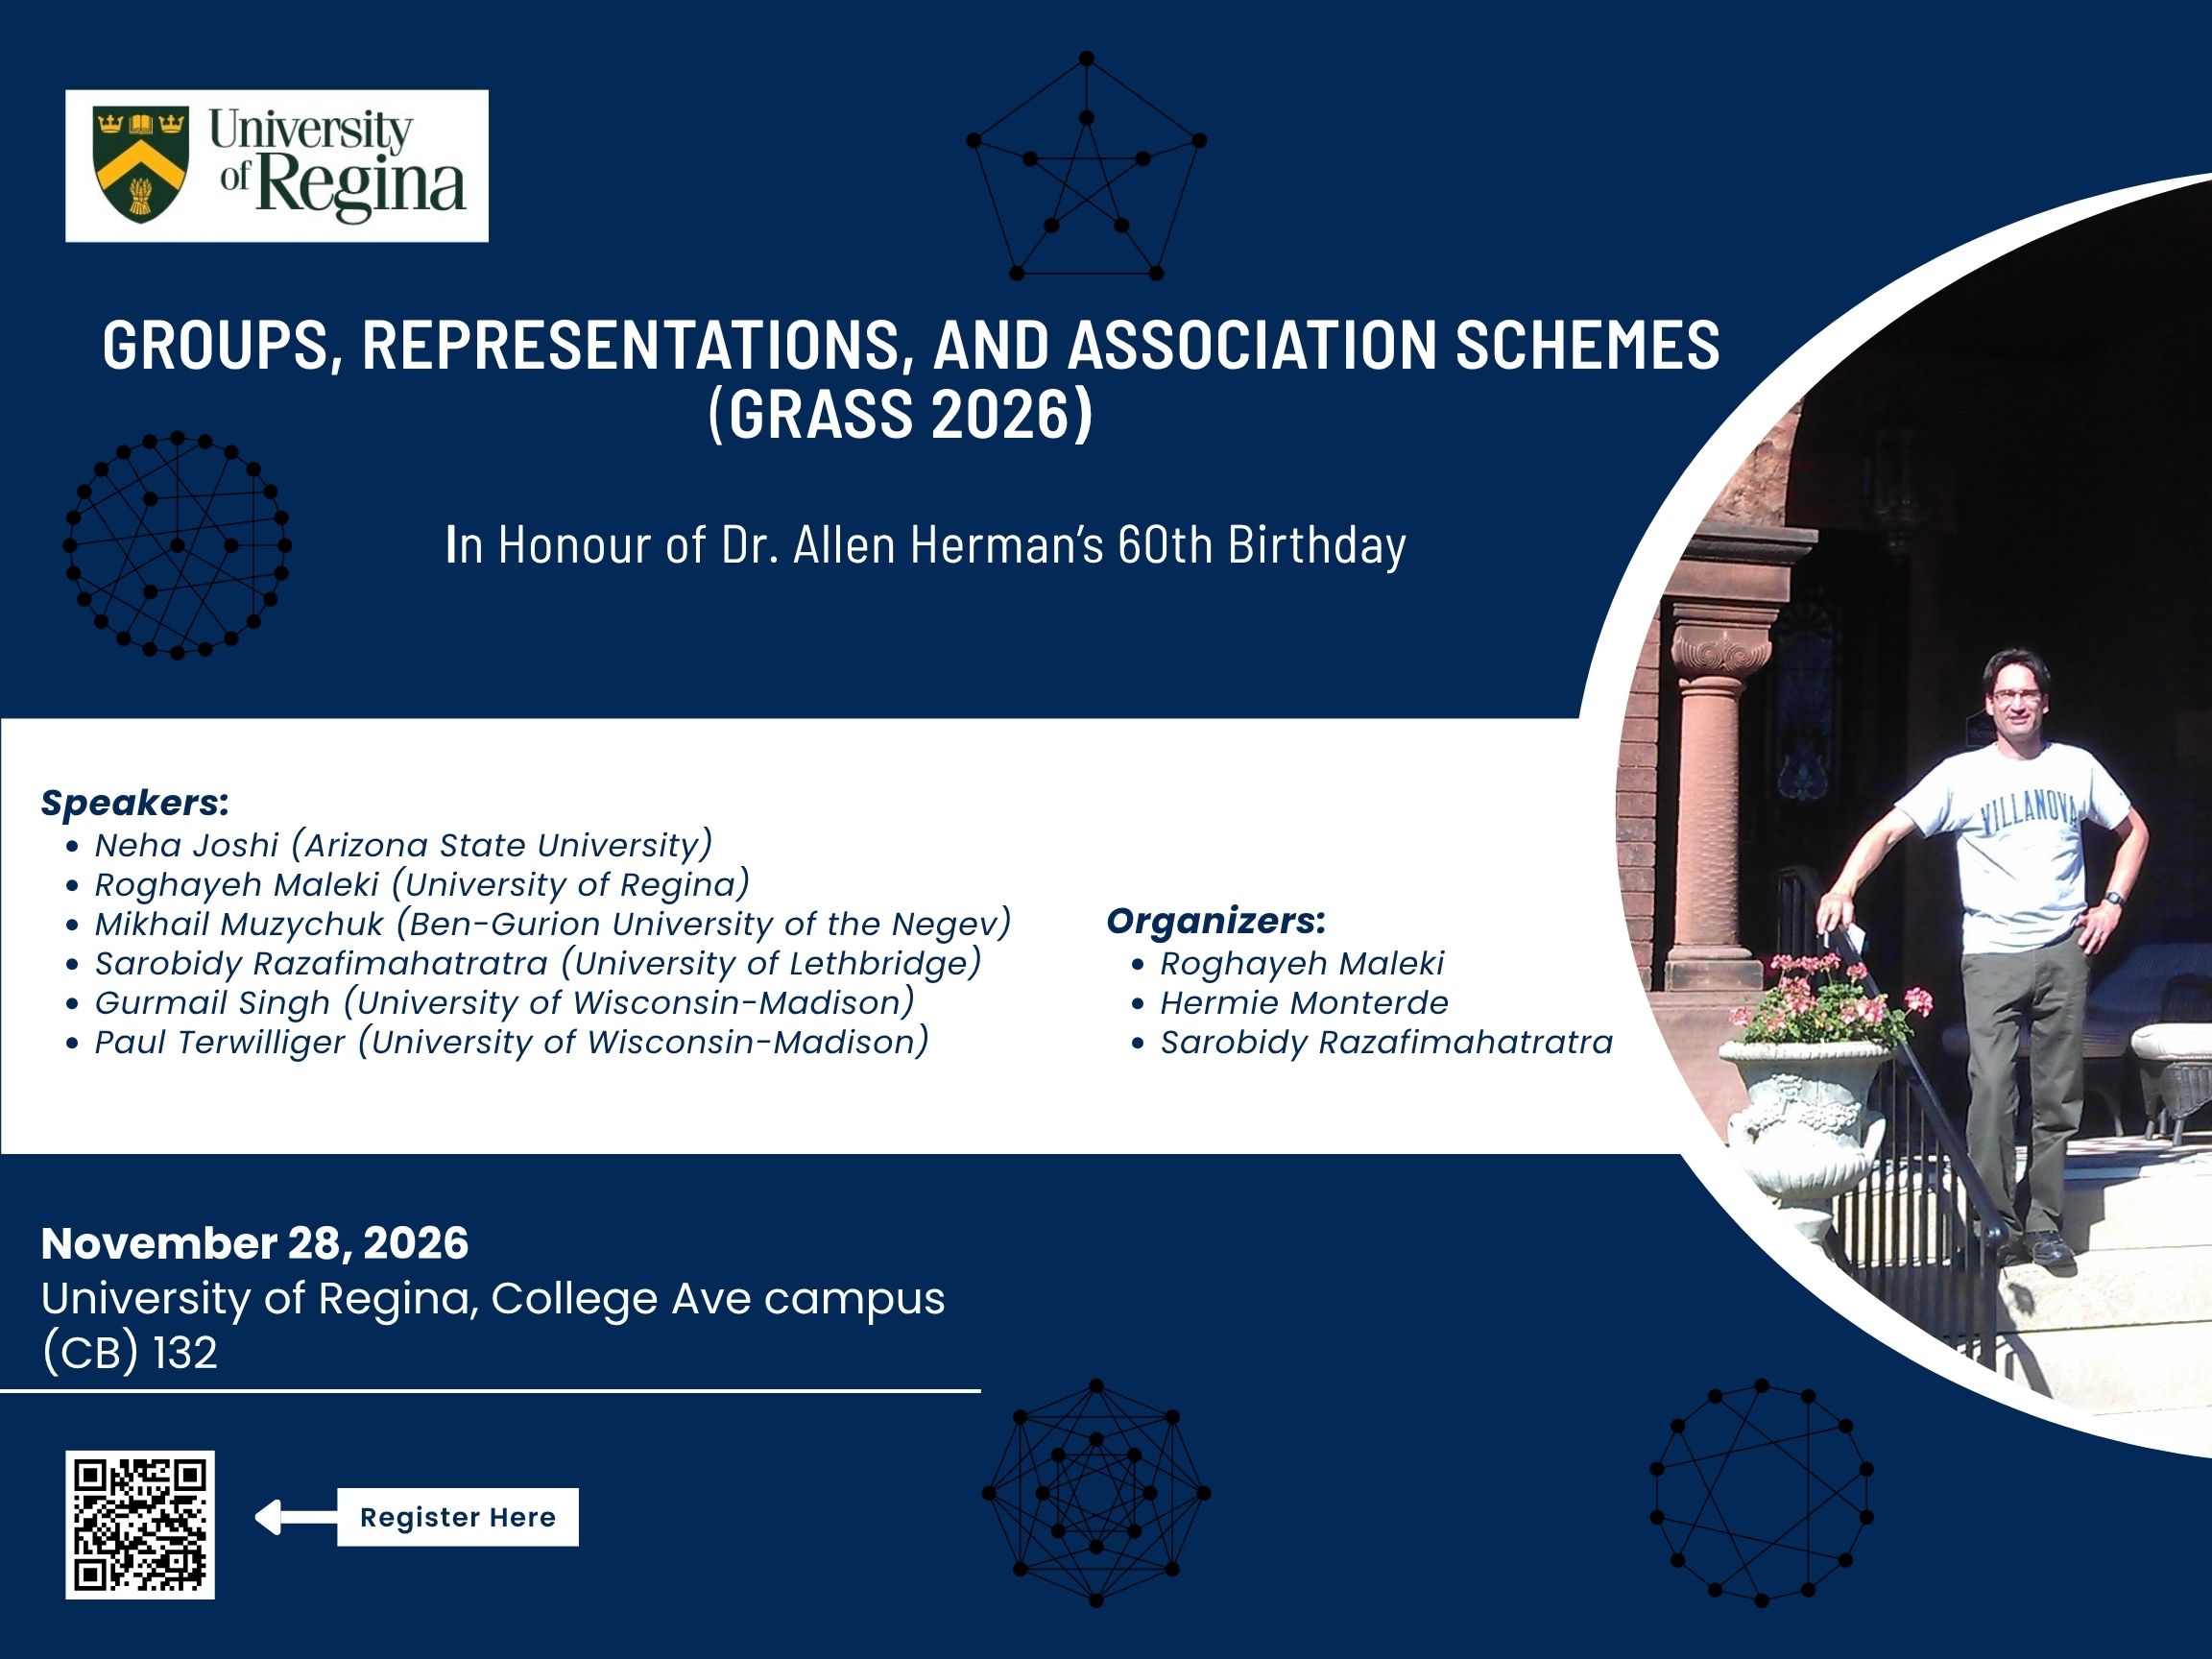 University
of Regina
GROUPS, REPRESENTATIONS, AND ASSOCIATION SCHEMES
(GRASS 2026)
In Honour of Dr. Allen Herman’s 60th Birthday
Speakers:
• Neha Joshi (Arizona State University)
• Roghayeh Maleki (University of Regina)
• Mikhail Muzychuk (Ben-Gurion University of the Negev)
• Sarobidy Razafimahatratra (University of Lethbridge)
• Gurmail Singh (University of Wisconsin-Madison)
• Paul Terwilliger (University of Wisconsin-Madison)
Organizers:
• Roghayeh Maleki
• Hermie Monterde
• Sarobidy Razafimahatratra
VILLANOVA
November 28, 2026
University of Regina, College Ave campus
(CB) 132
Register Here